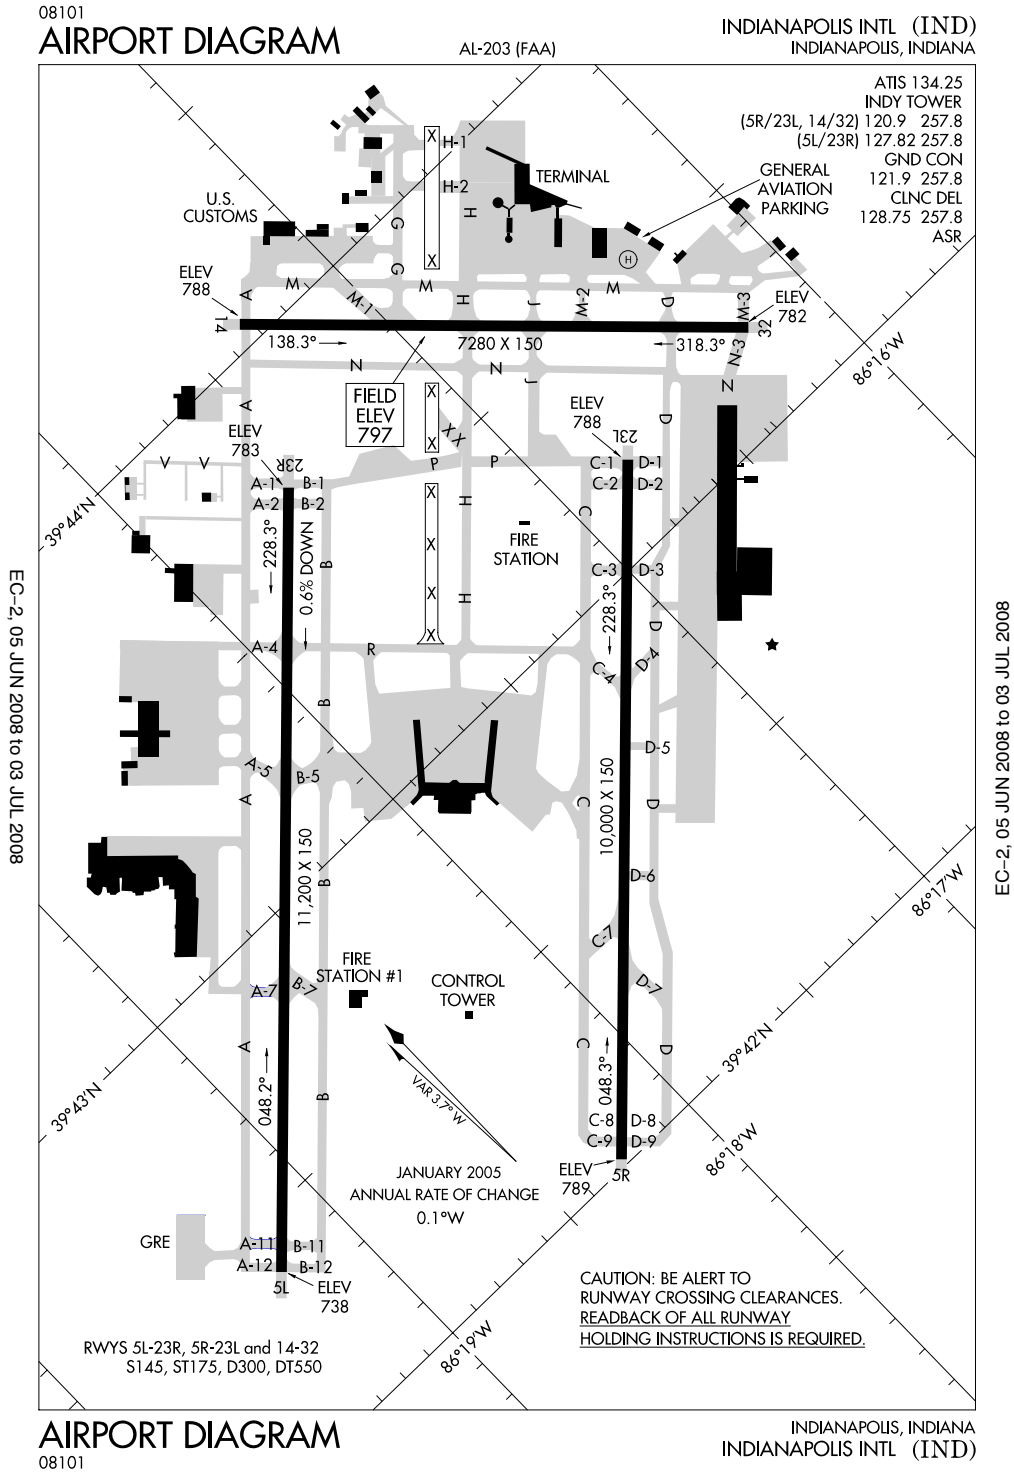 08101
AIRPORT DIAGRAM
AL-203 (FAA)
INDIANAPOLIS INTL (IND)
INDIANAPOLIS, INDIANA
ATIS 134.25
INDY TOWER
(5R/23L, 14/32) 120.9 257.8
(5L/23R) 127.82 257.8
GND CON
121.9 257.8
CLNC DEL
128.75 257.8
ASR
X
H-1
H-2
H
X
G
G
TERMINAL
GENERAL
AVIATION
PARKING
U.S.
CUSTOMS
H
ELEV
788
A
M
M-1
M
H
J
M-2
M
D
M-3
ELEV
782
14
32
138.3°
7280 X 150
318.3°
N
N
N-3
N
J
86°16'W
FIELD
ELEV
797
X
X
X X
A
D
ELEV
788
ELEV
783
23L
23R
V V
P
P
C-1 D-1
C-2 D-2
A-1 B-1
A-2 B-2
X
H
C
39°44'N
228.3°
0.6% DOWN
B
X
FIRE
STATION
C-3 D-3
228.3°
X
H
D
X
A-4
R
C-4
D-4
B
A-5
B-5
D-5
A
C
D
10,000 X 150
11,200 X 150
B
D-6
86°17'W
C-7
FIRE
STATION #1
CONTROL
TOWER
A-7
B-7
D-7
A
C
D
39°42'N
048.2°
048.3°
B
VAR 3.7° W
39°43'N
C-8 D-8
C-9 D-9
86°18'W
JANUARY 2005
ANNUAL RATE OF CHANGE
0.1°W
ELEV
789
5R
GRE
A-11 B-11
A-12 B-12
5L
ELEV
738
CAUTION: BE ALERT TO
RUNWAY CROSSING CLEARANCES.
READBACK OF ALL RUNWAY
HOLDING INSTRUCTIONS IS REQUIRED.
86°19'W
RWYS 5L-23R, 5R-23L and 14-32
S145, ST175, D300, DT550
EC-2, 05 JUN 2008 to 03 JUL 2008
EC-2, 05 JUN 2008 to 03 JUL 2008
AIRPORT DIAGRAM
08101
INDIANAPOLIS, INDIANA
INDIANAPOLIS INTL (IND)